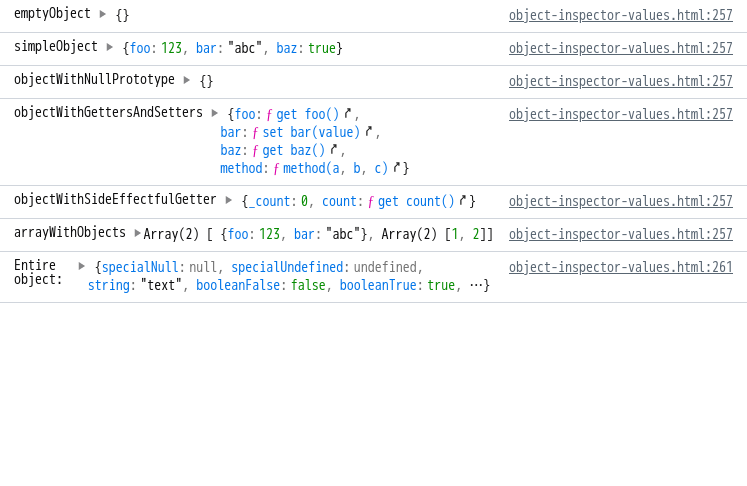 emptyObject ▶ {} object-inspector-values.html:257
simpleObject ▶ {foo: 123, bar: "abc", baz: true} object-inspector-values.html:257
objectWithNullPrototype ▶ {} object-inspector-values.html:257
objectWithGettersAndSetters ▶ {foo: ƒ get foo() , object-inspector-values.html:257
bar: ƒ set bar(value) ,
baz: ƒ get baz() ,
method: ƒ method(a, b, c) }
objectWithSideEffectfulGetter ▶ {_count: 0, count: ƒ get count() } object-inspector-values.html:257
arrayWithObjects ▶Array(2) [ {foo: 123, bar: "abc"}, Array(2) [1, 2]] object-inspector-values.html:257
Entire ▶ {specialNull: null, specialUndefined: undefined, object-inspector-values.html:261
object: string: "text", booleanFalse: false, booleanTrue: true, ⋯}